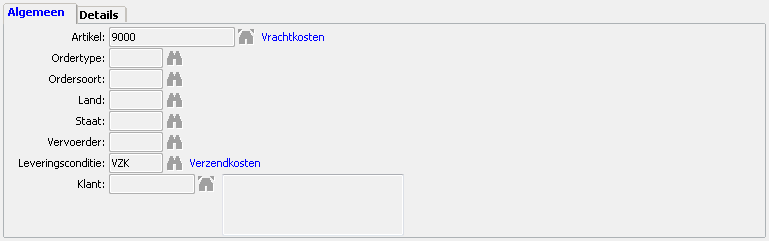 Algemeen Details
Artikel: 9000 Vrachtkosten
Ordertype:
Ordersoort:
Land:
Staat:
Vervoerder:
Leveringsconditie: VZK Verzendkosten
Klant: